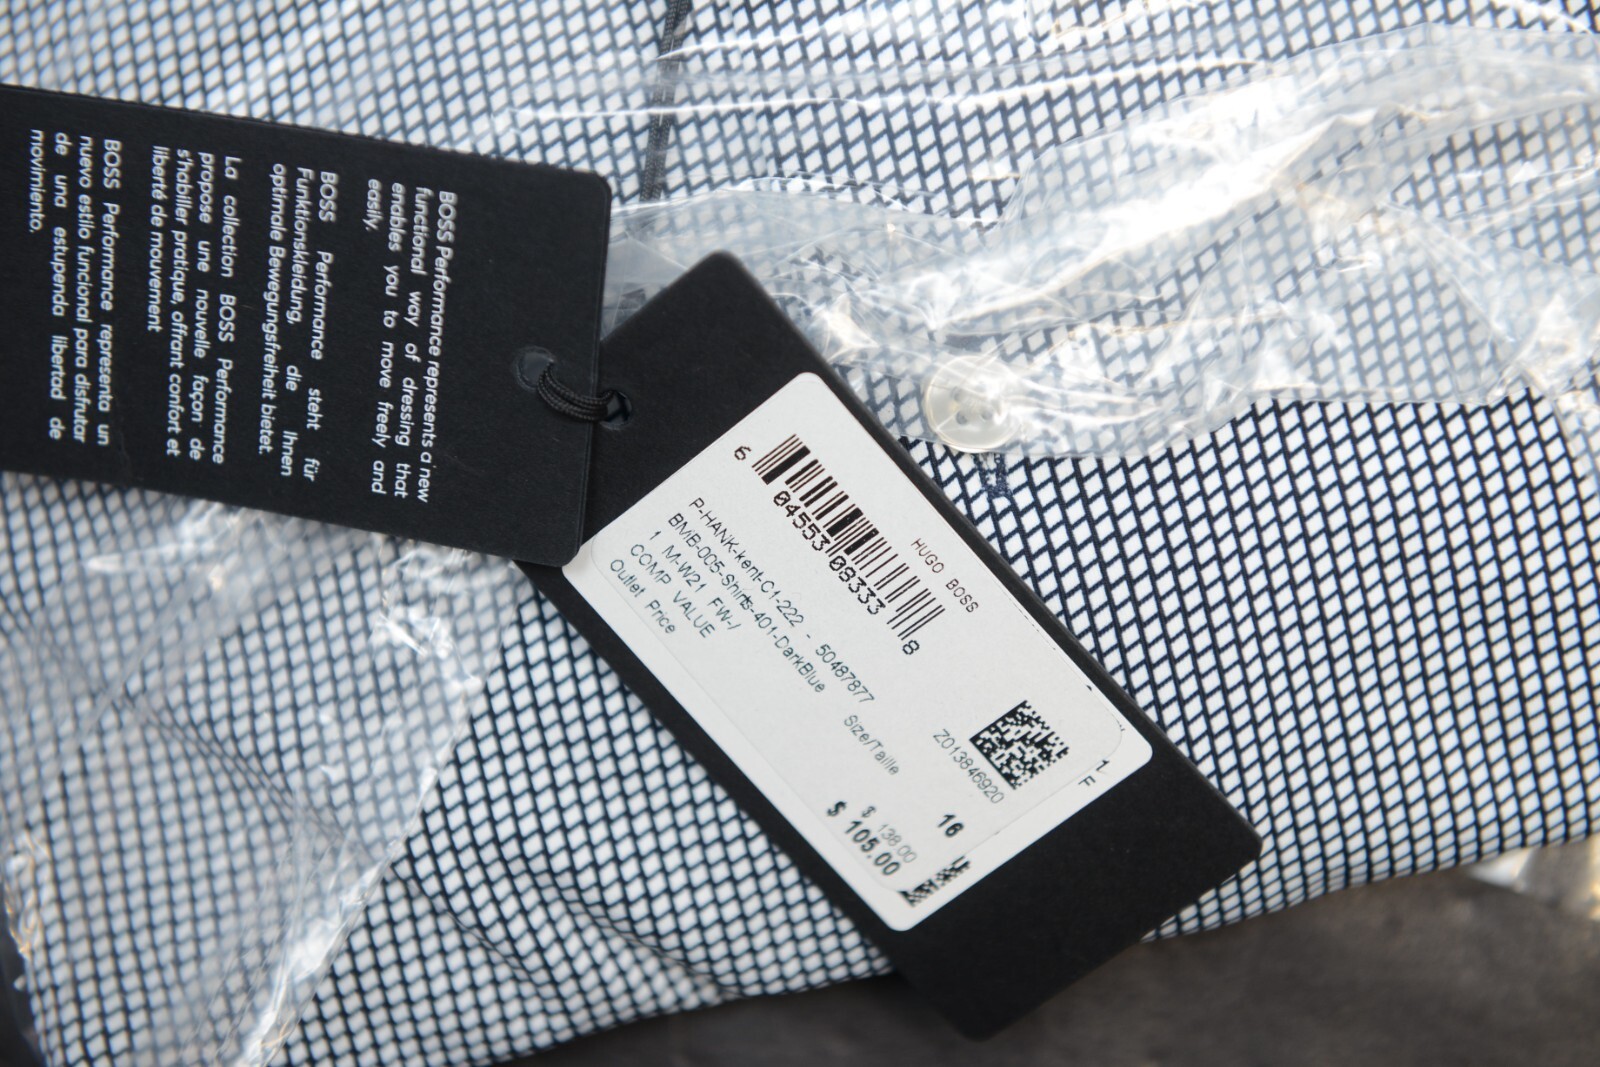 BOSS Performance represents a new
functional way of dressing that
enables you to move freely and
easily.
BOSS Performance steht für
Funktionskleidung, die Ihnen
optimale Bewegungsfreiheit bietet.
La collection BOSS Performance
propose une nouvelle façon de
s'habiller pratique, offrant confort et
liberté de mouvement
BOSS Performance representa un
nuevo estilo funcional para disfrutar
de una estupenda libertad de
movimiento.
HUGO BOSS
6 04553 08333 8
P-HANK-kent-C1-222 - 50487877
BMB-005-Shirts-401-DarkBlue
1 M-W21 FW-/
COMP VALUE $ 138.00
Outlet Price $ 105.00
Size/Taille 16
Z013846920
1
F